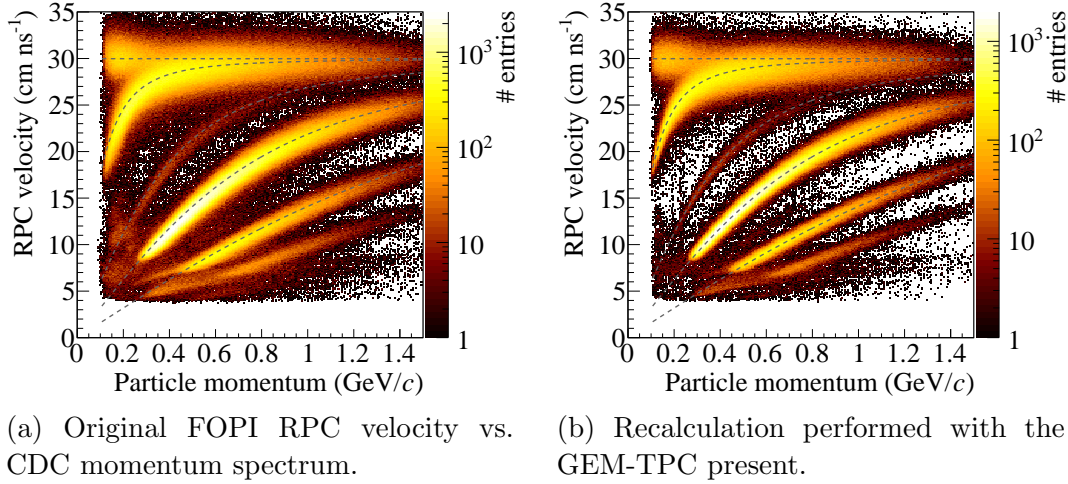 RPC velocity (cm ns⁻¹)
35
30
25
20
15
10
5
0
0 0.2 0.4 0.6 0.8 1 1.2 1.4
Particle momentum (GeV/c)
# entries
10³
10²
10
1
RPC velocity (cm ns⁻¹)
35
30
25
20
15
10
5
0
0 0.2 0.4 0.6 0.8 1 1.2 1.4
Particle momentum (GeV/c)
# entries
10³
10²
10
1
(a) Original FOPI RPC velocity vs.
CDC momentum spectrum.
(b) Recalculation performed with the
GEM-TPC present.